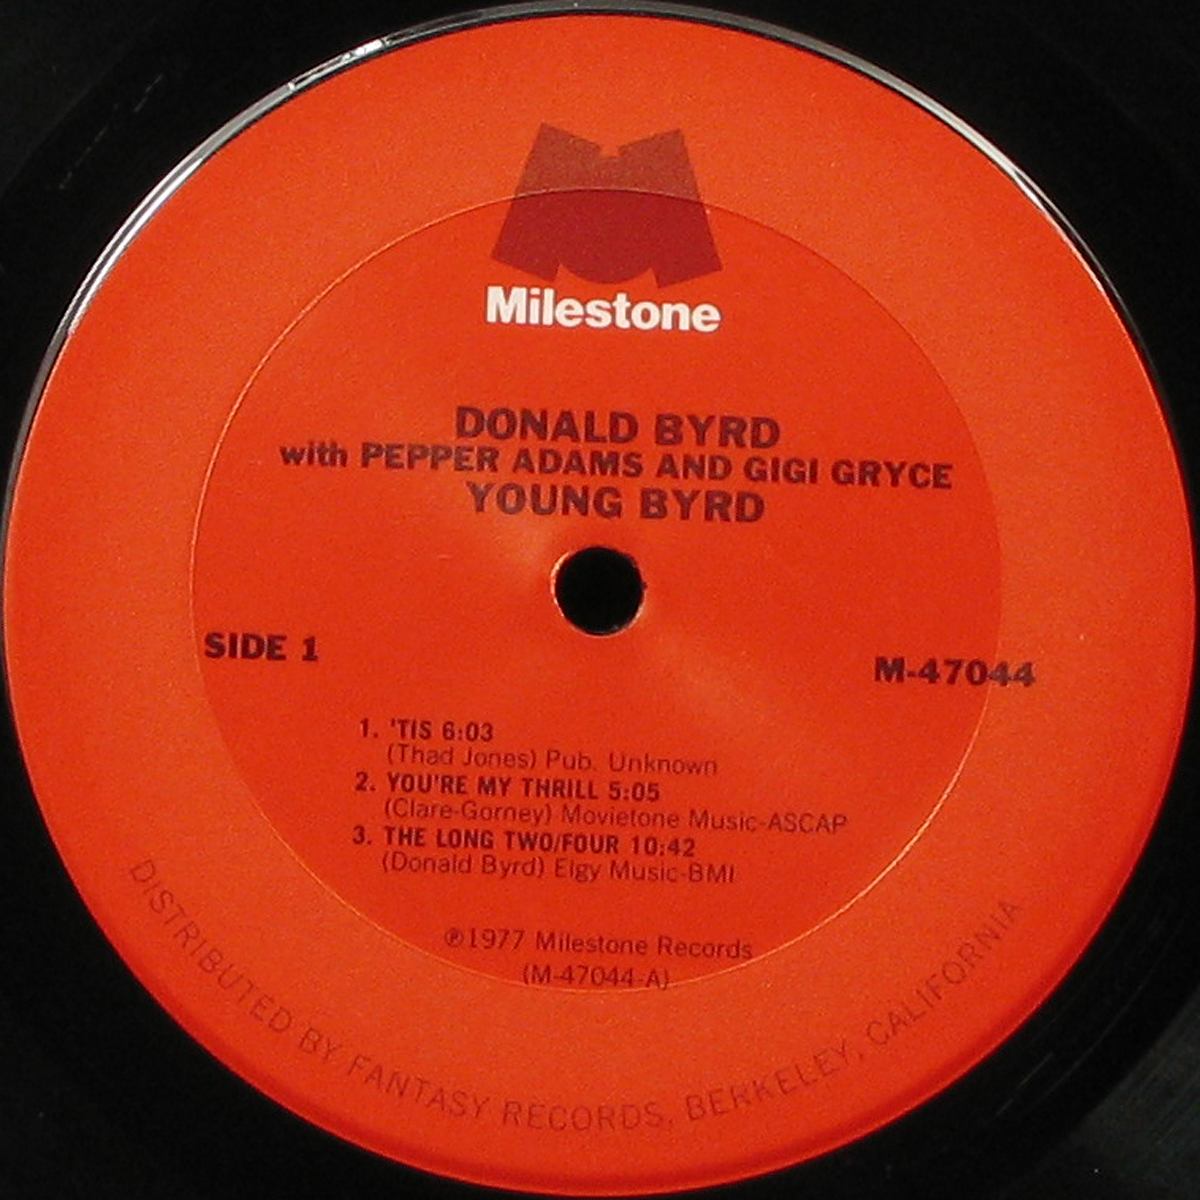 Milestone
DONALD BYRD
with PEPPER ADAMS AND GIGI GRYCE
YOUNG BYRD
SIDE 1
M-47044
1. 'TIS 6:03
(Thad Jones) Pub. Unknown
2. YOU'RE MY THRILL 5:05
(Clare-Gorney) Movietone Music-ASCAP
3. THE LONG TWO/FOUR 10:42
(Donald Byrd) Elgy Music-BMI
℗1977 Milestone Records
(M-47044-A)
DISTRIBUTED BY FANTASY RECORDS, BERKELEY, CALIFORNIA